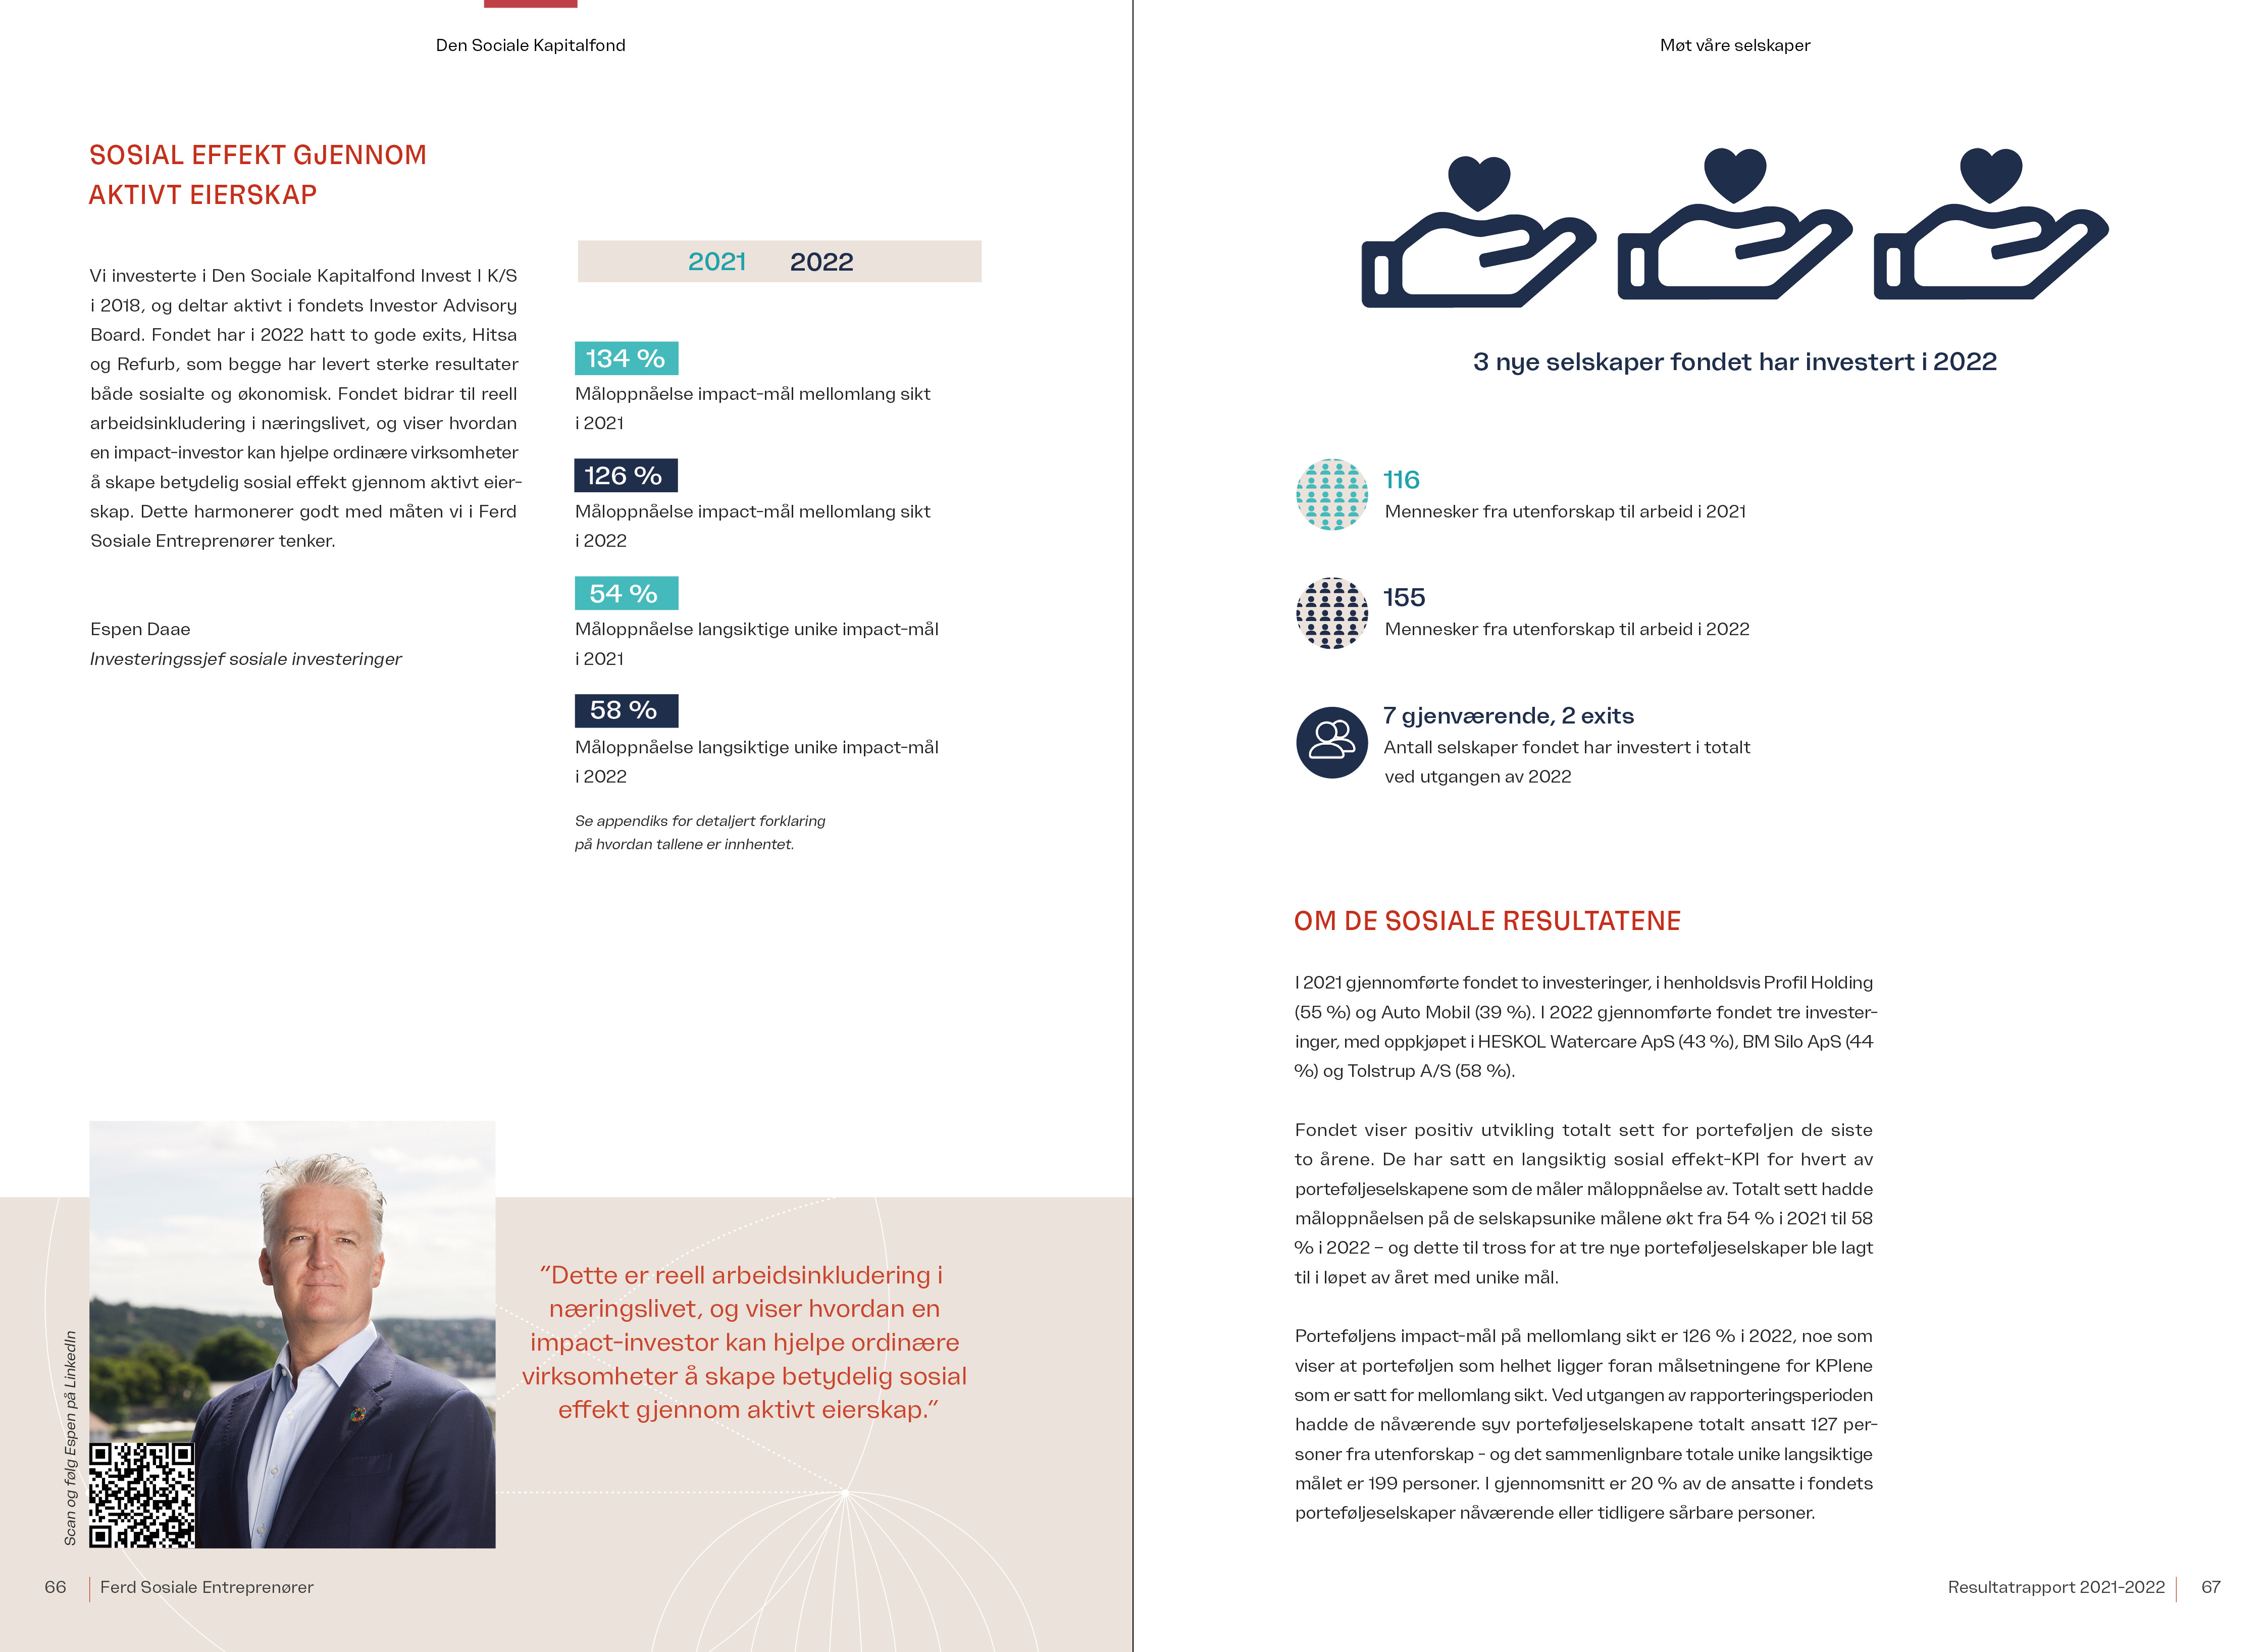 Den Sociale Kapitalfond
SOSIAL EFFEKT GJENNOM
AKTIVT EIERSKAP
Vi investerte i Den Sociale Kapitalfond Invest I K/S
i 2018, og deltar aktivt i fondets Investor Advisory
Board. Fondet har i 2022 hatt to gode exits, Hitsa
og Refurb, som begge har levert sterke resultater
både sosialte og økonomisk. Fondet bidrar til reell
arbeidsinkludering i næringslivet, og viser hvordan
en impact-investor kan hjelpe ordinære virksomheter
å skape betydelig sosial effekt gjennom aktivt eier-
skap. Dette harmonerer godt med måten vi i Ferd
Sosiale Entreprenører tenker.
Espen Daae
Investeringssjef sosiale investeringer
2021 2022
134 %
Måloppnåelse impact-mål mellomlang sikt
i 2021
126 %
Måloppnåelse impact-mål mellomlang sikt
i 2022
54 %
Måloppnåelse langsiktige unike impact-mål
i 2021
58 %
Måloppnåelse langsiktige unike impact-mål
i 2022
Se appendiks for detaljert forklaring
på hvordan tallene er innhentet.
Scan og følg Espen på LinkedIn
"Dette er reell arbeidsinkludering i
næringslivet, og viser hvordan en
impact-investor kan hjelpe ordinære
virksomheter å skape betydelig sosial
effekt gjennom aktivt eierskap."
66 Ferd Sosiale Entreprenører
Møt våre selskaper
3 nye selskaper fondet har investert i 2022
116
Mennesker fra utenforskap til arbeid i 2021
155
Mennesker fra utenforskap til arbeid i 2022
7 gjenværende, 2 exits
Antall selskaper fondet har investert i totalt
ved utgangen av 2022
OM DE SOSIALE RESULTATENE
I 2021 gjennomførte fondet to investeringer, i henholdsvis Profil Holding
(55 %) og Auto Mobil (39 %). I 2022 gjennomførte fondet tre invester-
inger, med oppkjøpet i HESKOL Watercare ApS (43 %), BM Silo ApS (44
%) og Tolstrup A/S (58 %).
Fondet viser positiv utvikling totalt sett for porteføljen de siste
to årene. De har satt en langsiktig sosial effekt-KPI for hvert av
porteføljeselskapene som de måler måloppnåelse av. Totalt sett hadde
måloppnåelsen på de selskapsunike målene økt fra 54 % i 2021 til 58
% i 2022 – og dette til tross for at tre nye porteføljeselskaper ble lagt
til i løpet av året med unike mål.
Porteføljens impact-mål på mellomlang sikt er 126 % i 2022, noe som
viser at porteføljen som helhet ligger foran målsetningene for KPIene
som er satt for mellomlang sikt. Ved utgangen av rapporteringsperioden
hadde de nåværende syv porteføljeselskapene totalt ansatt 127 per-
soner fra utenforskap - og det sammenlignbare totale unike langsiktige
målet er 199 personer. I gjennomsnitt er 20 % av de ansatte i fondets
porteføljeselskaper nåværende eller tidligere sårbare personer.
Resultatrapport 2021-2022 67